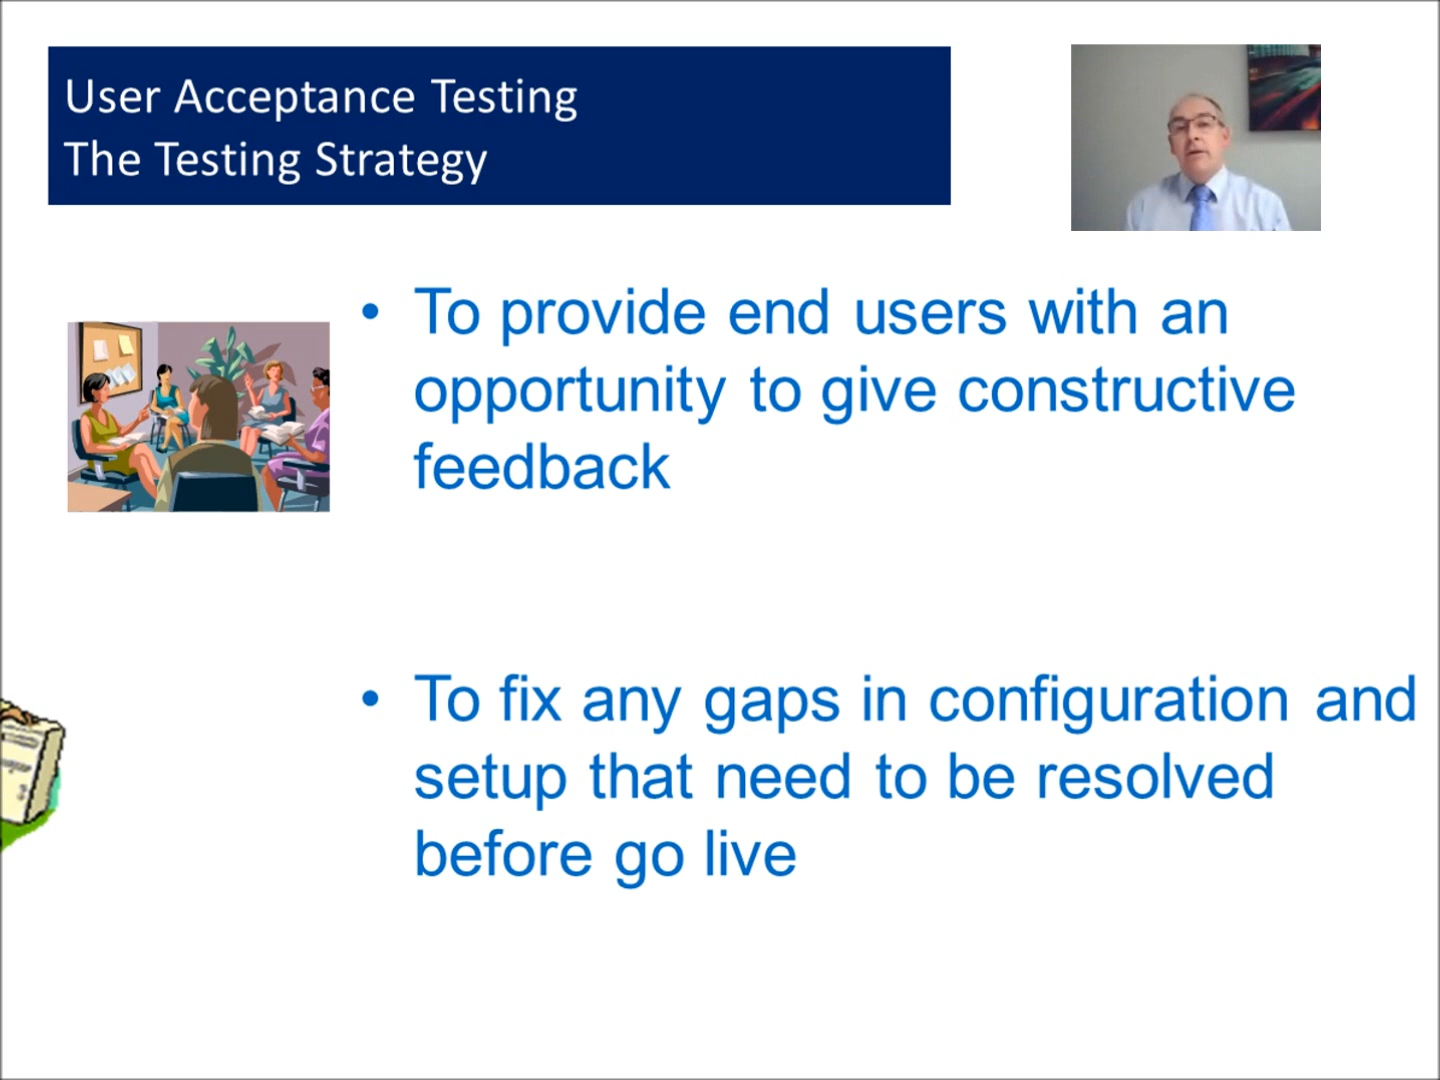 User Acceptance Testing
The Testing Strategy
• To provide end users with an
opportunity to give constructive
feedback
• To fix any gaps in configuration and
setup that need to be resolved
before go live